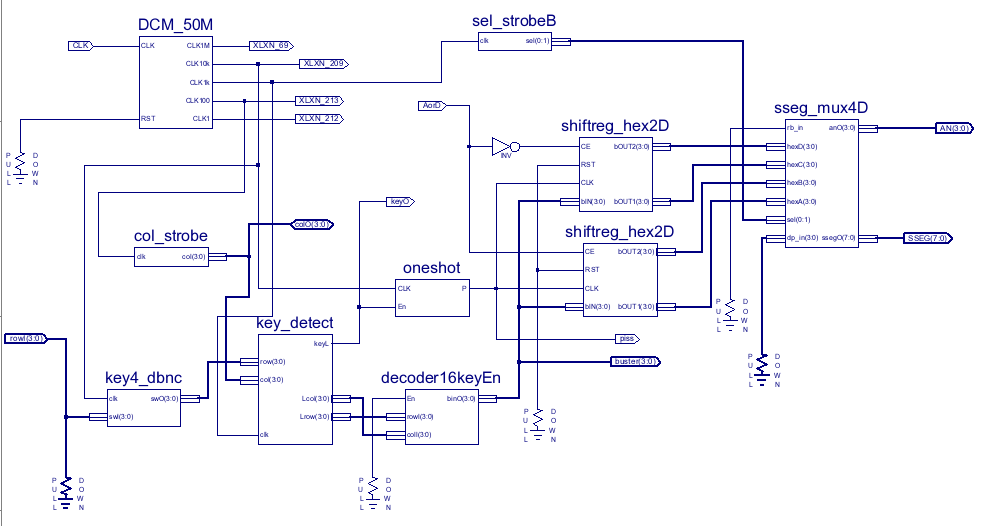 DCM_50M
CLK
CLK
CLK1M
XLXN_69
CLK10k
XLXN_209
CLK1k
CLK100
XLXN_213
RST
CLK1
XLXN_212
PULL
DOWN
sel_strobeB
clk
sel(0:1)
AorD
INV
shiftreg_hex2D
CE
bOUT2(3:0)
RST
CLK
bIN(3:0)
bOUT1(3:0)
shiftreg_hex2D
CE
bOUT2(3:0)
RST
CLK
bIN(3:0)
bOUT1(3:0)
sseg_mux4D
rb_in
anO(3:0)
AN(3:0)
hexD(3:0)
hexC(3:0)
hexB(3:0)
hexA(3:0)
sel(0:1)
dp_in(3:0)
ssegO(7:0)
SSEG(7:0)
PULL
DOWN
PULL
DOWN
keyO
colO(3:0)
col_strobe
clk
col(3:0)
oneshot
CLK
P
En
piss
buster(3:0)
rowI(3:0)
key_detect
keyL
row(3:0)
col(3:0)
Lcol(3:0)
Lrow(3:0)
clk
key4_dbnc
clk
swO(3:0)
swI(3:0)
decoder16keyEn
En
binO(3:0)
rowI(3:0)
colI(3:0)
PULL
DOWN
PULL
DOWN
PULL
DOWN